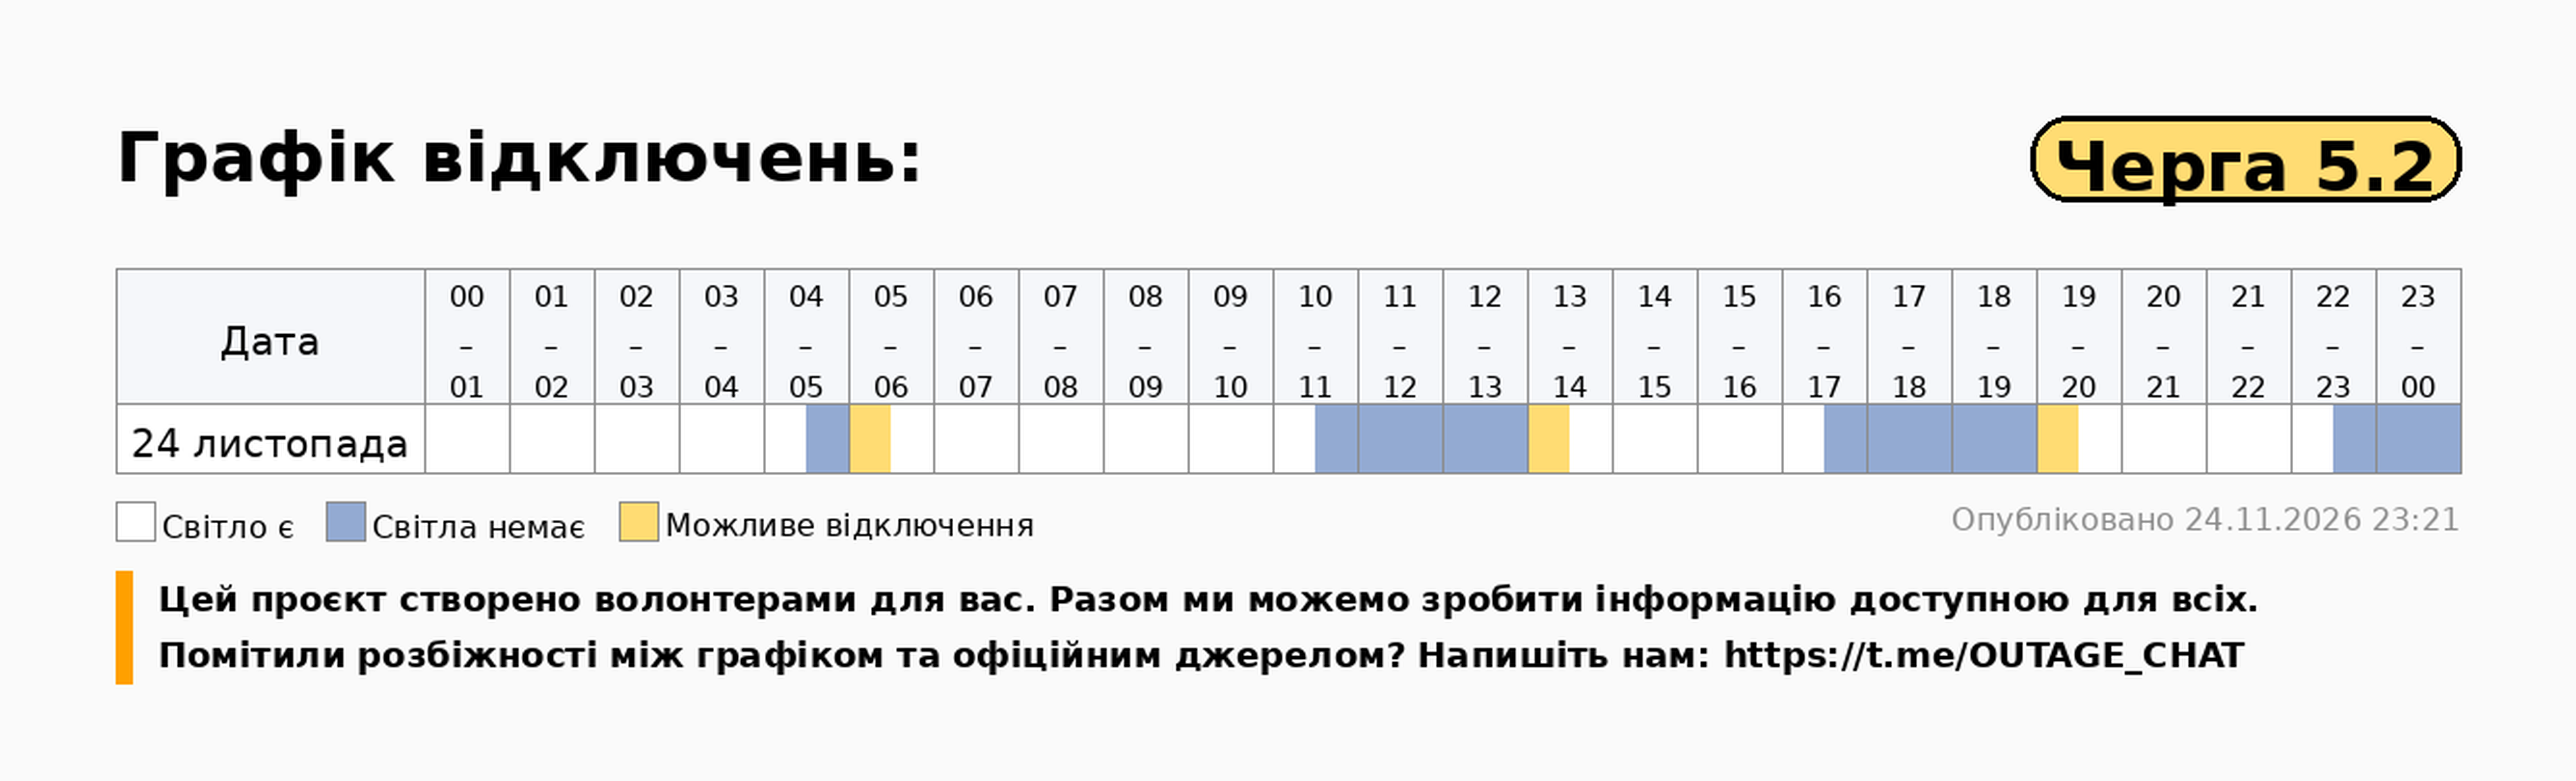 Графік відключень:
Черга 5.2
Дата 00 – 01 01 – 02 02 – 03 03 – 04 04 – 05 05 – 06 06 – 07 07 – 08 08 – 09 09 – 10 10 – 11 11 – 12 12 – 13 13 – 14 14 – 15 15 – 16 16 – 17 17 – 18 18 – 19 19 – 20 20 – 21 21 – 22 22 – 23 23 – 00
24 листопада
Світло є Світла немає Можливе відключення
Опубліковано 24.11.2026 23:21
Цей проєкт створено волонтерами для вас. Разом ми можемо зробити інформацію доступною для всіх.
Помітили розбіжності між графіком та офіційним джерелом? Напишіть нам: https://t.me/OUTAGE_CHAT